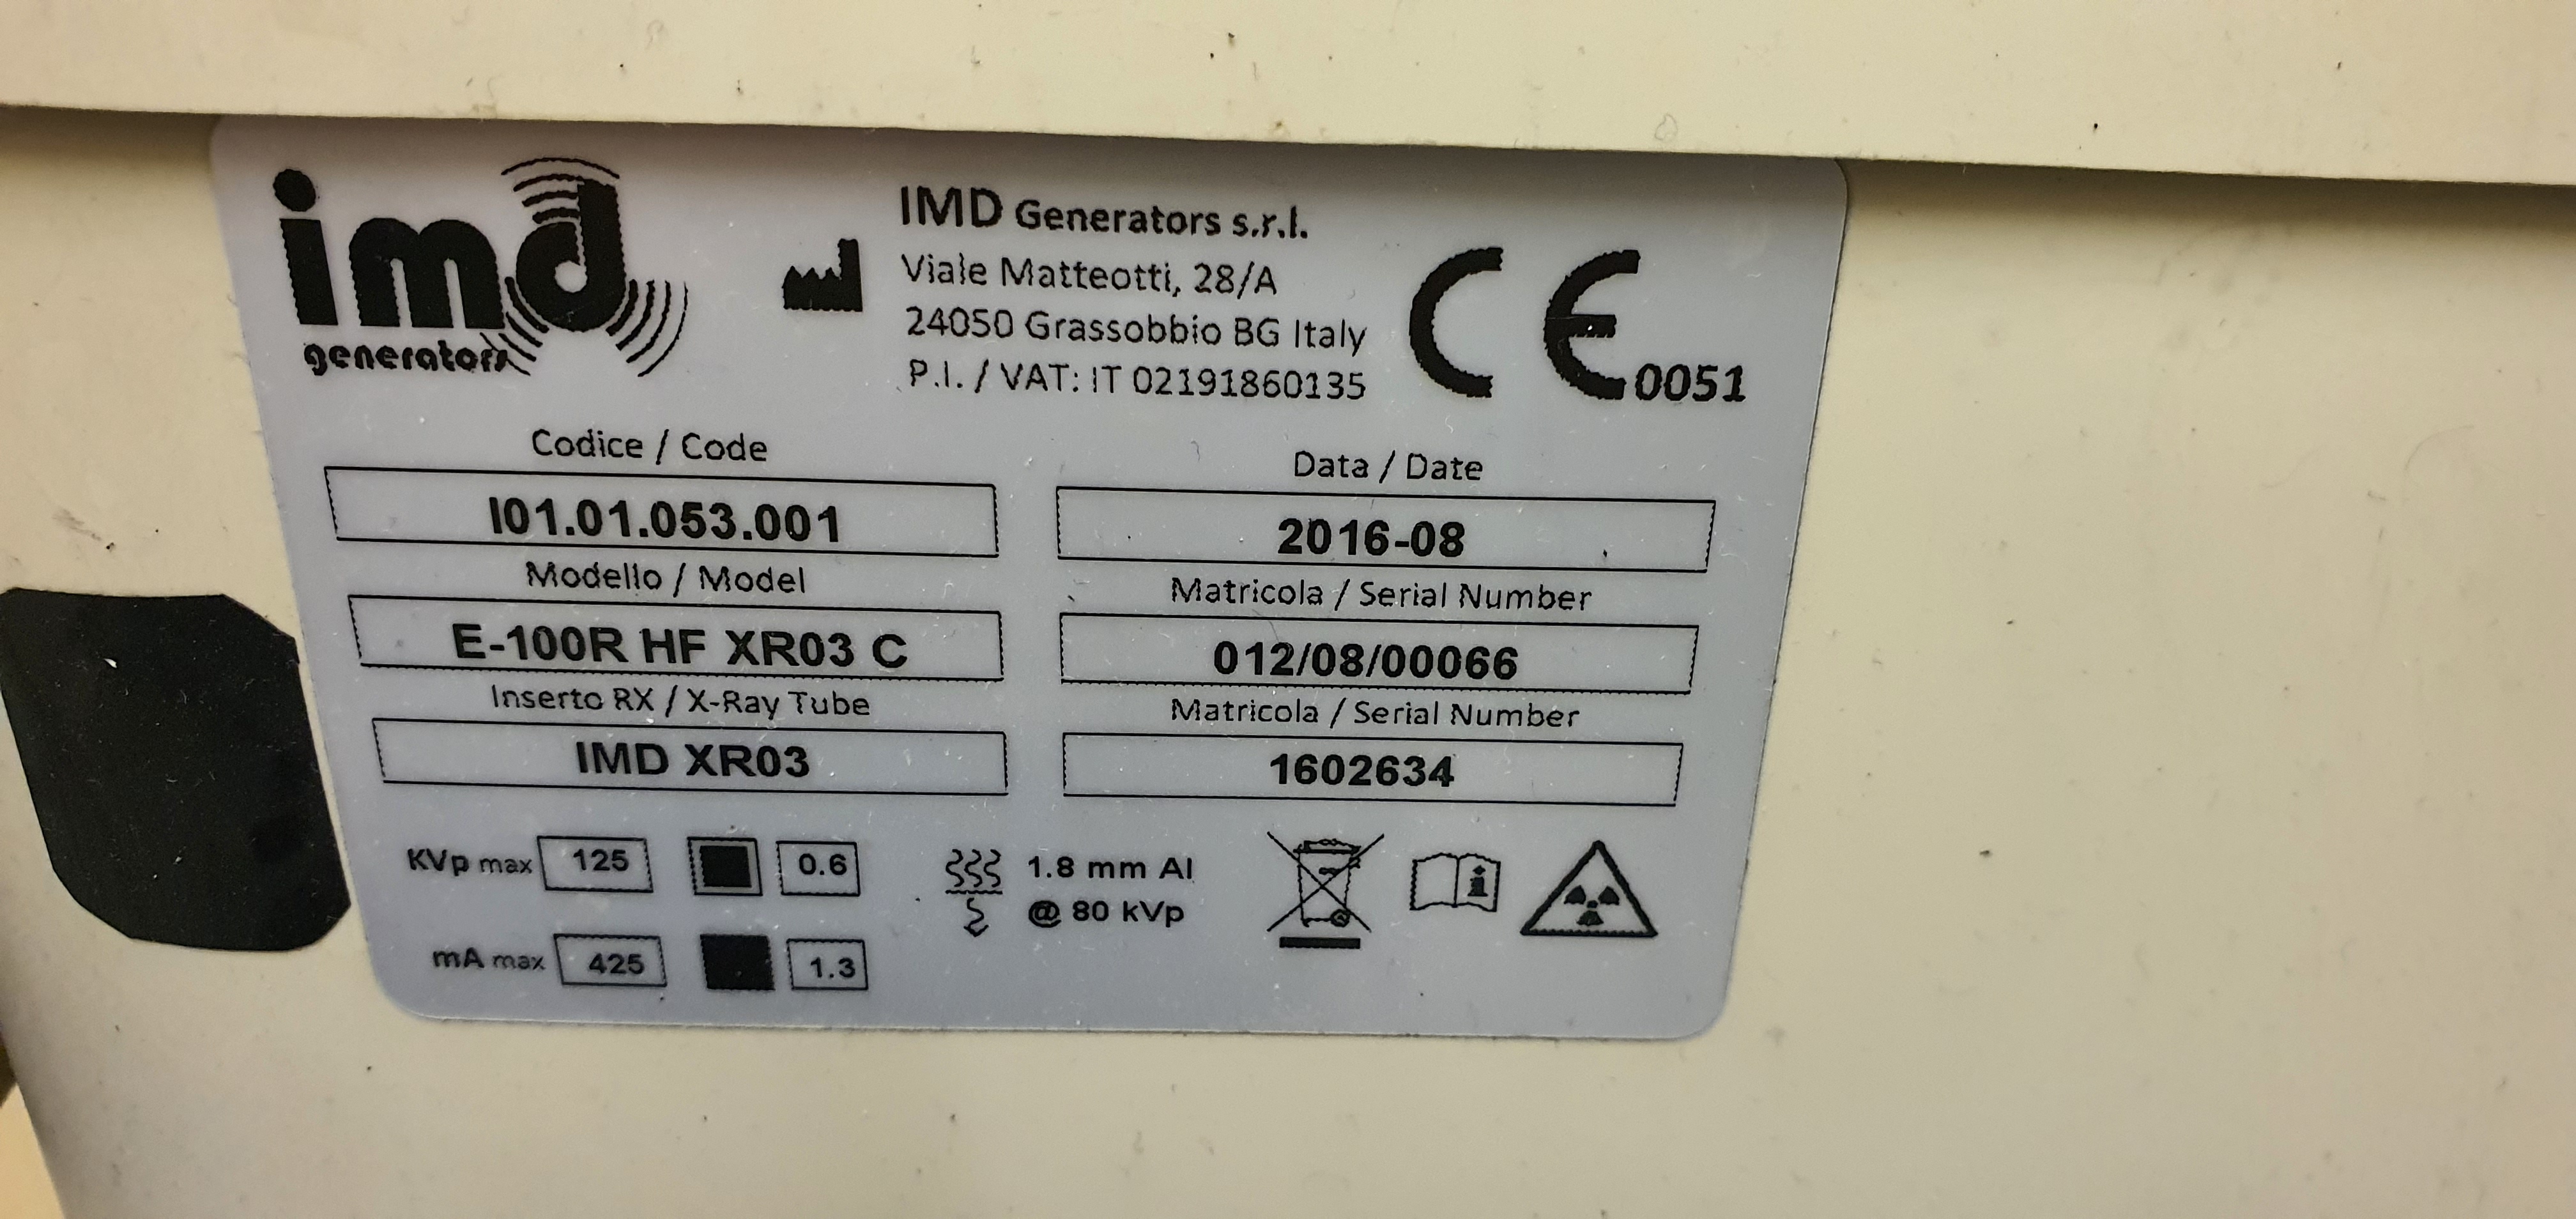 imd
generators
IMD Generators s.r.l.
Viale Matteotti, 28/A
24050 Grassobbio BG Italy
P.I. / VAT: IT 02191860135
CE 0051
Codice / Code
I01.01.053.001
Data / Date
2016-08
Modello / Model
E-100R HF XR03 C
Matricola / Serial Number
012/08/00066
Inserto RX / X-Ray Tube
IMD XR03
Matricola / Serial Number
1602634
KVp max 125 0.6
1.8 mm Al
@ 80 kVp
mA max 425 1.3